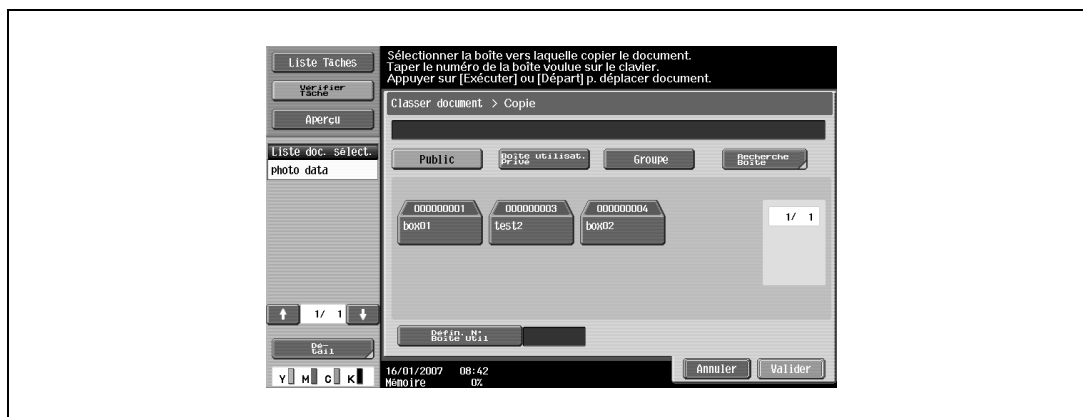 Liste Tâches
Sélectionner la boîte vers laquelle copier le document.
Taper le numéro de la boîte voulue sur le clavier.
Appuyer sur [Exécuter] ou [Départ] p. déplacer document.
Vérifier
Tâche
Aperçu
Classer document > Copie
Liste doc. sélect.
photo data
Public
Boîte utilisat.
Privé
Groupe
Recherche
Boîte
000000001
box01
000000003
test2
000000004
box02
1/ 1
1/ 1
Dé-
tail
Défin. N°
Boîte Util
Y M C K
16/01/2007 08:42
Mémoire 0%
Annuler
Valider